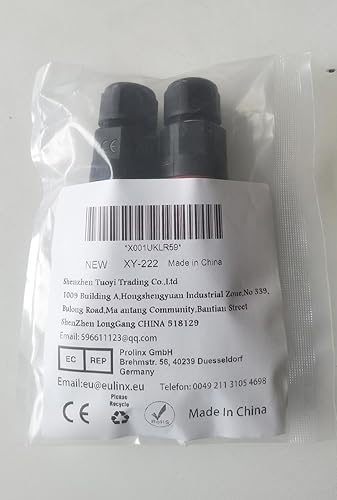 CE
*X001UKLR59*
NEW XY-222 Made in China
Shenzhen Tuoyi Trading Co.,Ltd
1009 Building A,Hongshengyuan Industrial Zone,No 339,
Bulong Road,Ma antang Community,Bantian Street
ShenZhen LongGang CHINA 518129
Email:596611123@qq.com
EC REP
Prolinx GmbH
Brehmstr. 56, 40239 Duesseldorf
Germany
Email:eu@eulinx.eu Telefon: 0049 211 3105 4698
CE
Please
Recycle
RoHS
Made In China